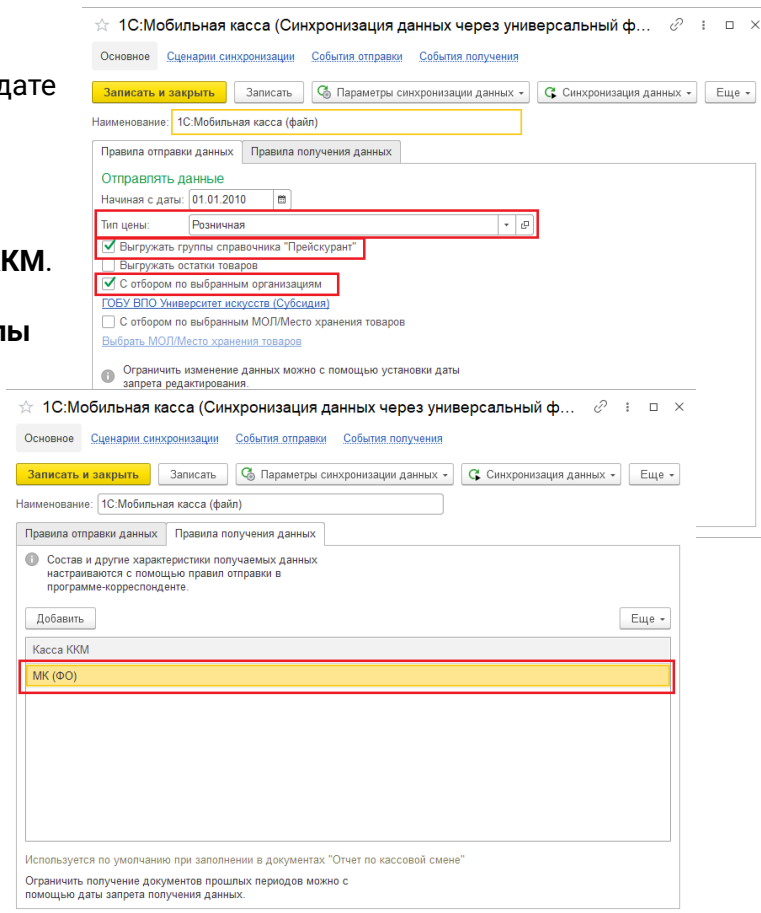 дате
ККМ.
лы
1С:Мобильная касса (Синхронизация данных через универсальный ф...
Основное Сценарии синхронизации События отправки События получения
Записать и закрыть Записать Параметры синхронизации данных Синхронизация данных Еще
Наименование: 1С:Мобильная касса (файл)
Правила отправки данных Правила получения данных
Отправлять данные
Начиная с даты: 01.01.2010
Тип цены: Розничная
Выгружать группы справочника "Прейскурант"
Выгружать остатки товаров
С отбором по выбранным организациям
ГОБУ ВПО Университет искусств (Субсидия)
С отбором по выбранным МОЛ/Место хранения товаров
Выбрать МОЛ/Место хранения товаров
Ограничить изменение данных можно с помощью установки даты
запрета редактирования.
1С:Мобильная касса (Синхронизация данных через универсальный ф...
Основное Сценарии синхронизации События отправки События получения
Записать и закрыть Записать Параметры синхронизации данных Синхронизация данных Еще
Наименование: 1С:Мобильная касса (файл)
Правила отправки данных Правила получения данных
Состав и другие характеристики получаемых данных
настраиваются с помощью правил отправки в
программе-корреспонденте.
Добавить Еще
Касса ККМ
МК (ФО)
Используется по умолчанию при заполнении в документах "Отчет по кассовой смене"
Ограничить получение документов прошлых периодов можно с
помощью даты запрета получения данных.